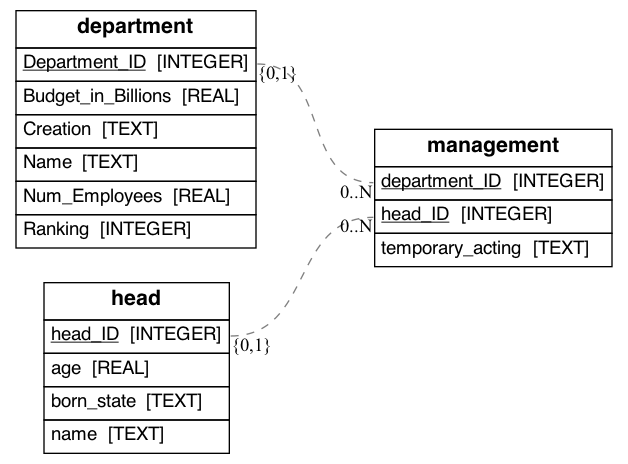 department
Department_ID [INTEGER]
{0,1}
Budget_in_Billions [REAL]
Creation [TEXT]
Name [TEXT]
Num_Employees [REAL]
Ranking [INTEGER]
management
department_ID [INTEGER]
0..N
head_ID [INTEGER]
0..N
temporary_acting [TEXT]
head
head_ID [INTEGER]
{0,1}
age [REAL]
born_state [TEXT]
name [TEXT]